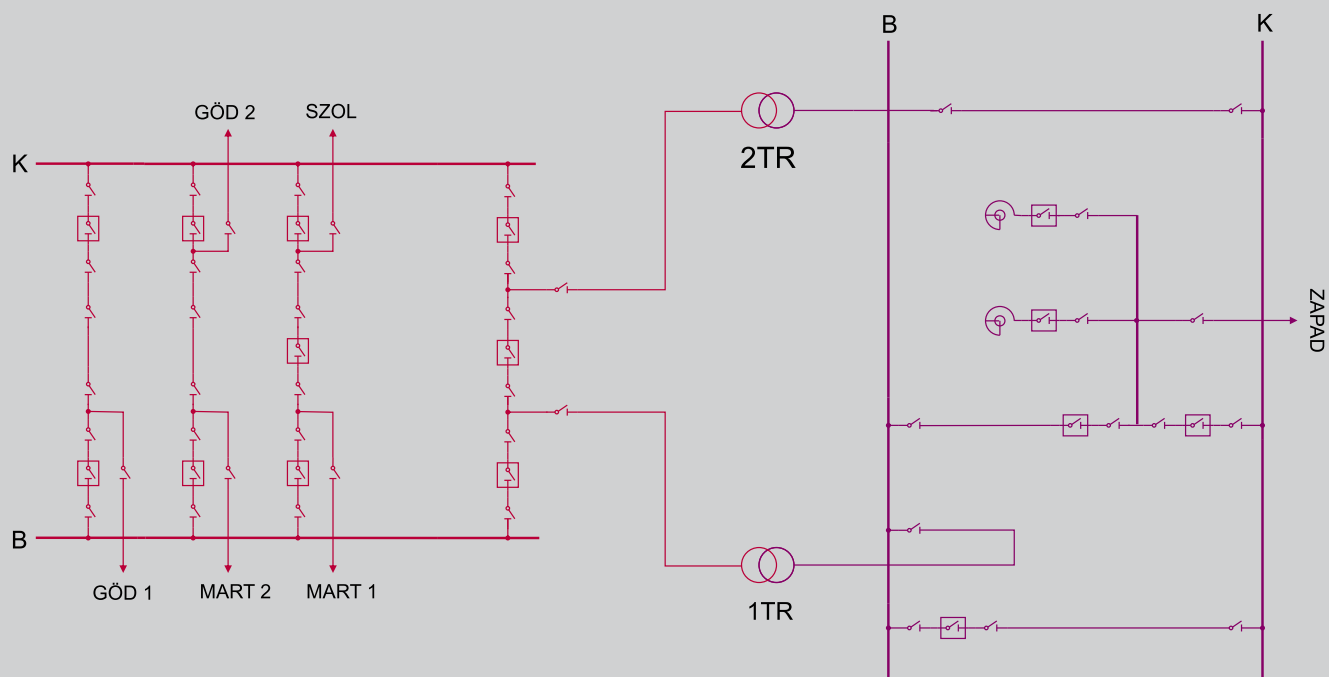 B
K
GÖD 2
SZOL
K
2TR
ZAPAD
B
GÖD 1
MART 2
MART 1
1TR